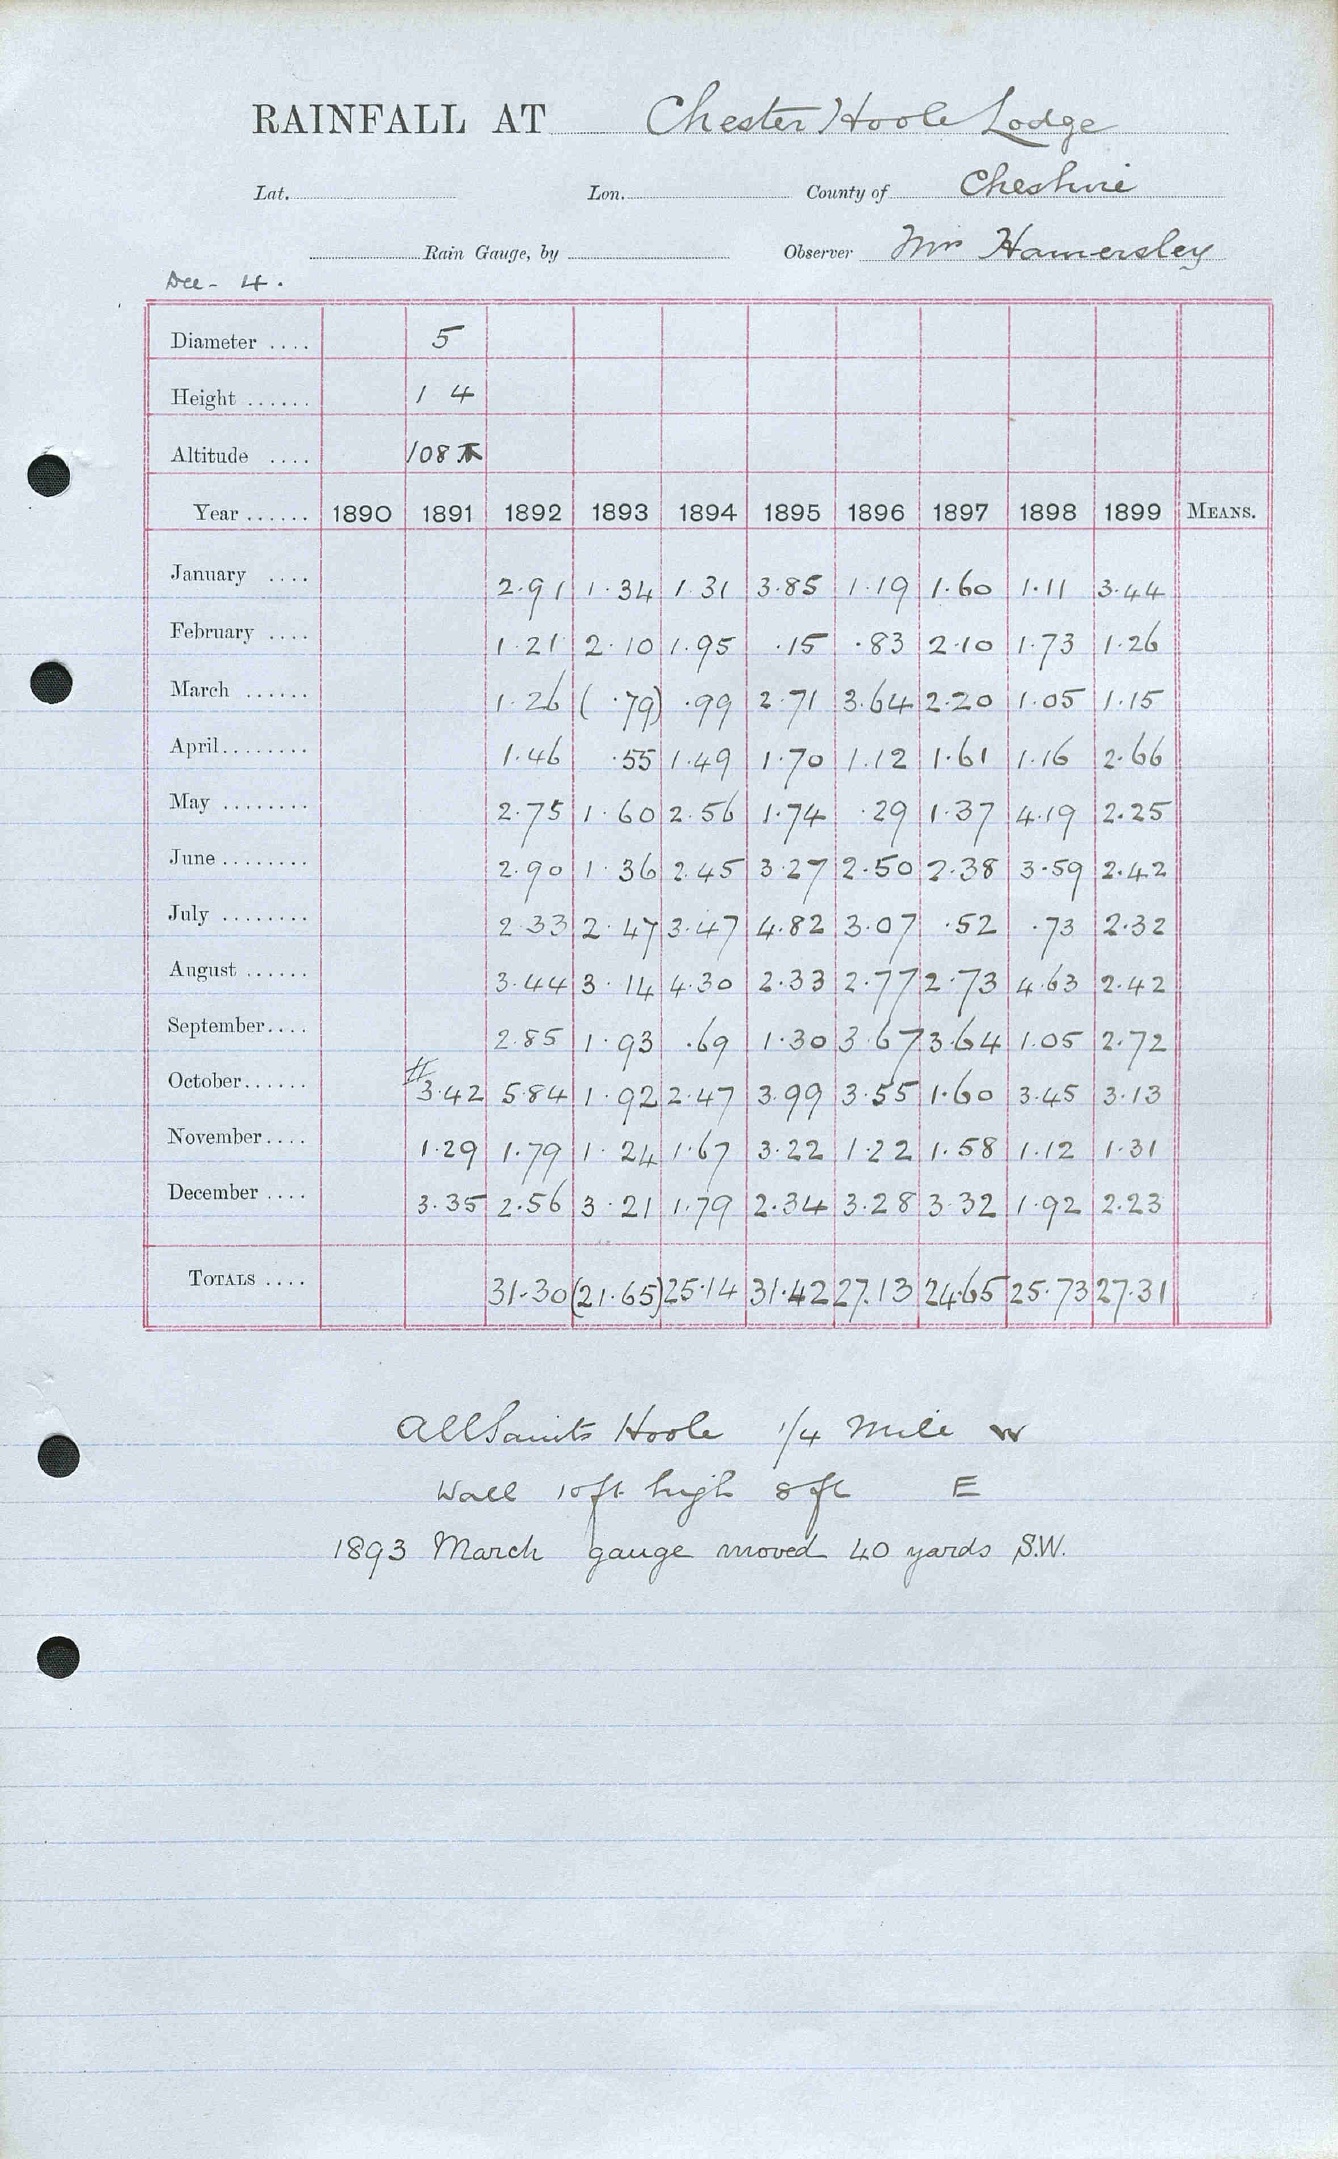 RAINFALL AT Chester Hoole Lodge
Lat. Lon. County of Cheshire
Rain Gauge, by Observer Mrs Hamersley
Dec - 4.
Diameter .... 5
Height ...... 1 4
Altitude .... 108
Year ...... 1890 1891 1892 1893 1894 1895 1896 1897 1898 1899 MEANS.
January .... 2.91 1.34 1.31 3.85 1.19 1.60 1.11 3.44
February .... 1.21 2.10 1.95 .15 .83 2.10 1.73 1.26
March ...... 1.26 (.79) .99 2.71 3.64 2.20 1.05 1.15
April........ 1.46 .55 1.49 1.70 1.12 1.61 1.16 2.66
May ........ 2.75 1.60 2.56 1.74 .29 1.37 4.19 2.25
June ........ 2.90 1.36 2.45 3.27 2.50 2.38 3.59 2.42
July ........ 2.33 2.47 3.47 4.82 3.07 .52 .73 2.32
August ...... 3.44 3.14 4.30 2.33 2.77 2.73 4.63 2.42
September.... 2.85 1.93 .69 1.30 3.67 3.64 1.05 2.72
October...... # 3.42 5.84 1.92 2.47 3.99 3.55 1.60 3.45 3.13
November.... 1.29 1.79 1.24 1.67 3.22 1.22 1.58 1.12 1.31
December .... 3.35 2.56 3.21 1.79 2.34 3.28 3.32 1.92 2.23
TOTALS .... 31.30 (21.65) 25.14 31.42 27.13 24.65 25.73 27.31
All Saints Hoole 1/4 Mile W
Wall 10ft high 8ft E
1893 March gauge moved 40 yards S.W.